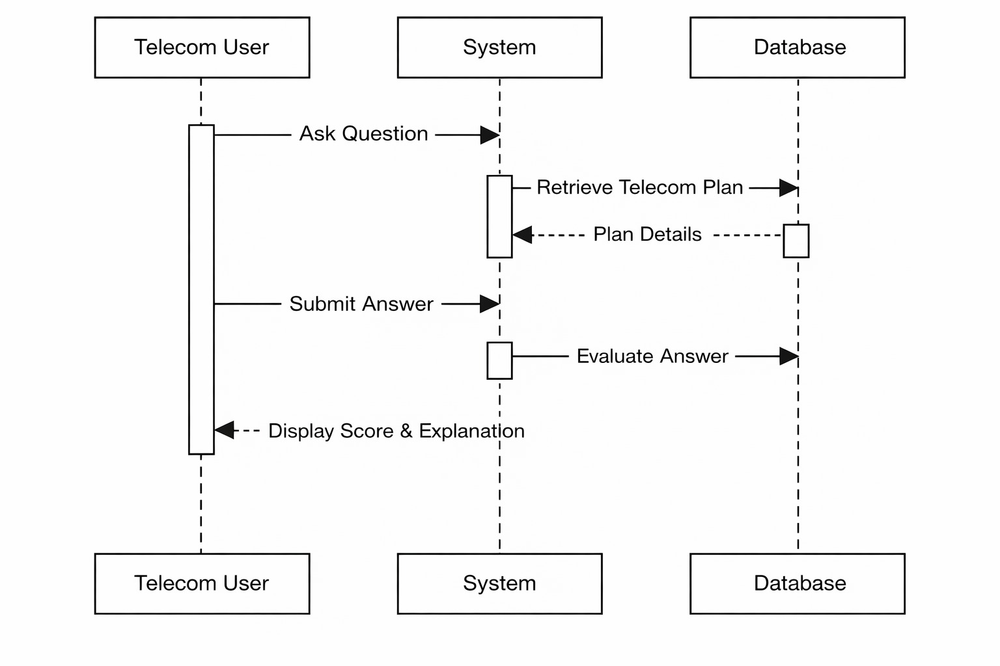 Telecom User
System
Database
Ask Question
Retrieve Telecom Plan
Plan Details
Submit Answer
Evaluate Answer
Display Score & Explanation
Telecom User
System
Database